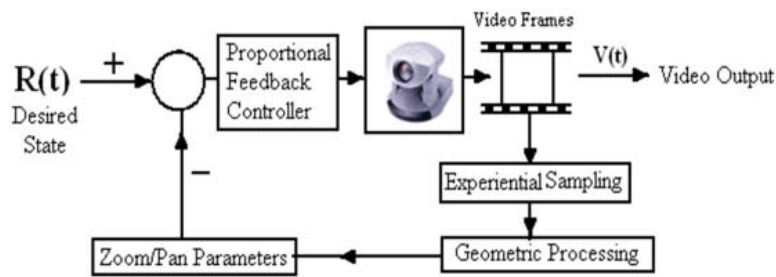 Video Frames
Proportional
Feedback
Controller
R(t)
+
V(t)
Video Output
Desired
State
−
Experiential Sampling
Zoom/Pan Parameters
Geometric Processing